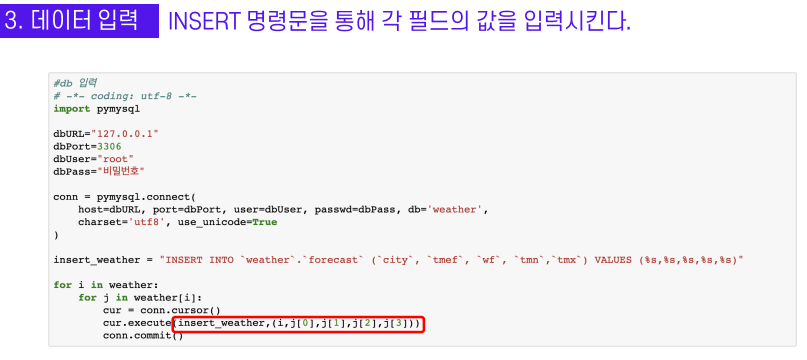 3. 데이터 입력 INSERT 명령문을 통해 각 필드의 값을 입력시킨다.
#db 입력
# -*- coding: utf-8 -*-
import pymysql
dbURL="127.0.0.1"
dbPort=3306
dbUser="root"
dbPass="비밀번호"
conn = pymysql.connect(
    host=dbURL, port=dbPort, user=dbUser, passwd=dbPass, db='weather',
    charset='utf8', use_unicode=True
)
insert_weather = "INSERT INTO `weather`.`forecast` (`city`, `tmef`, `wf`, `tmn`,`tmx`) VALUES (%s,%s,%s,%s,%s)"
for i in weather:
    for j in weather[i]:
        cur = conn.cursor()
        cur.execute(insert_weather,(i,j[0],j[1],j[2],j[3]))
        conn.commit()